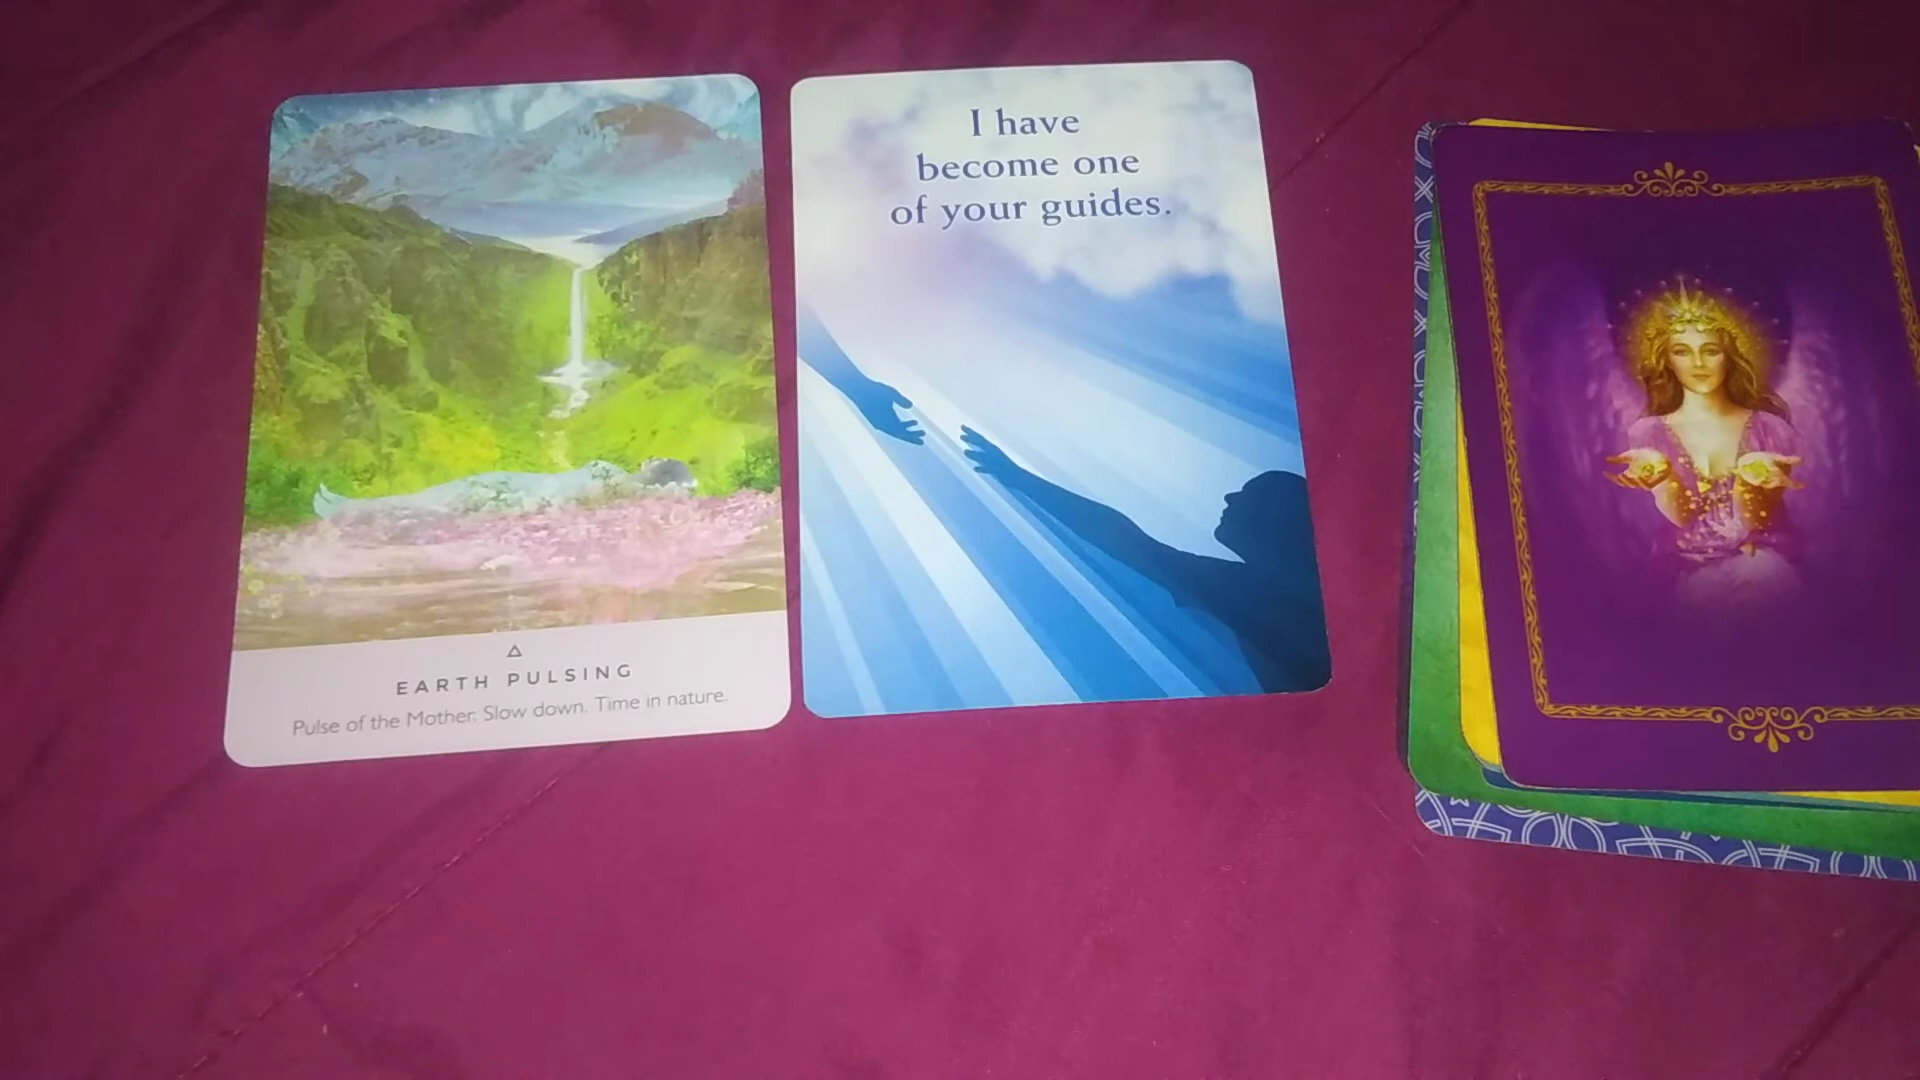 EARTH PULSING
Pulse of the Mother. Slow down. Time in nature.
I have
become one
of your guides.